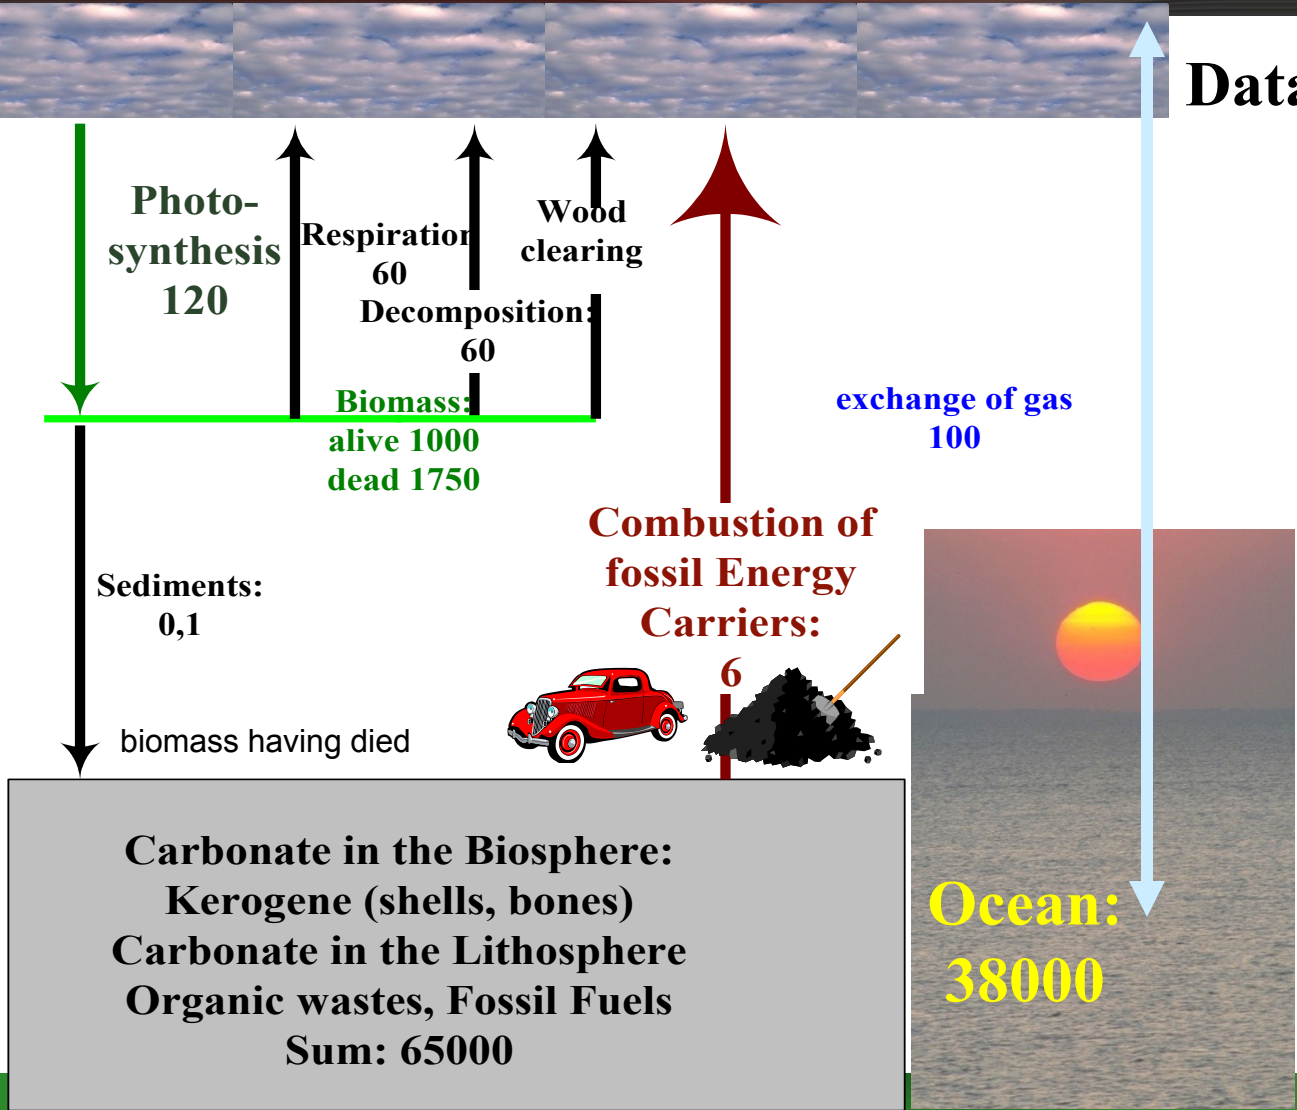 Data
Photo-
synthesis
120
Respiration
60
Wood
clearing
Decomposition:
60
Biomass:
alive 1000
dead 1750
exchange of gas
100
Combustion of
fossil Energy
Carriers:
6
Sediments:
0,1
biomass having died
Carbonate in the Biosphere:
Kerogene (shells, bones)
Carbonate in the Lithosphere
Organic wastes, Fossil Fuels
Sum: 65000
Ocean:
38000